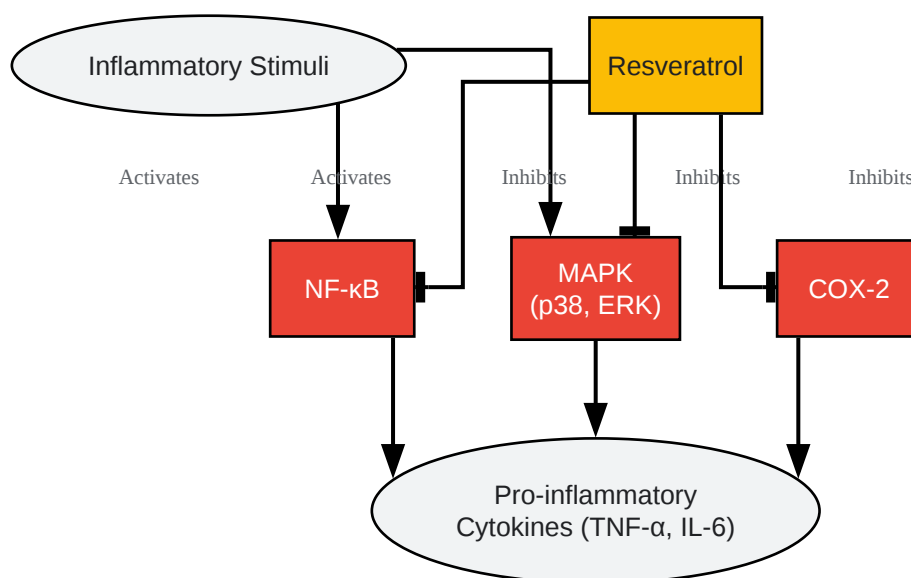 Inflammatory Stimuli
Resveratrol
Activates
Activates
Inhibits
Inhibits
Inhibits
NF-κB
MAPK
(p38, ERK)
COX-2
Pro-inflammatory
Cytokines (TNF-α, IL-6)